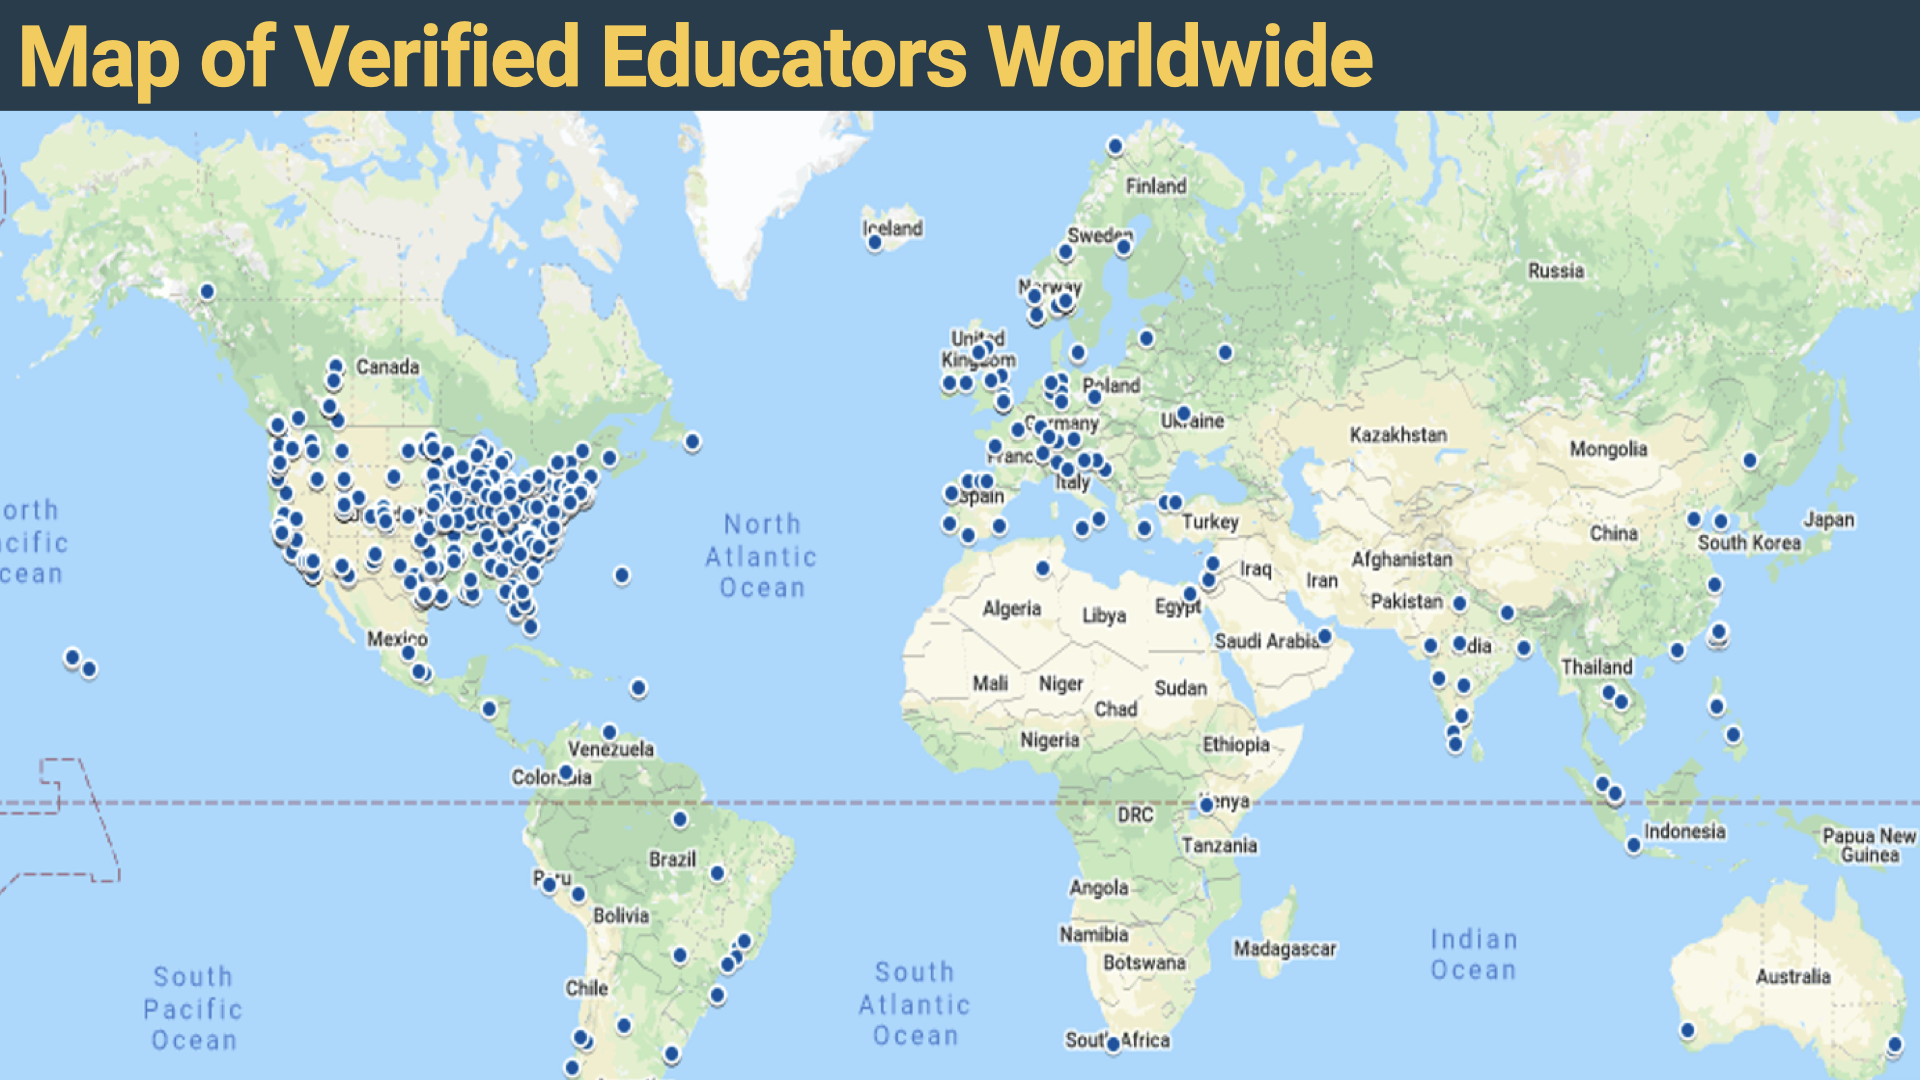 Map of Verified Educators Worldwide
Finland
Iceland
Sweden
Russia
Norway
United
Kingdom
Canada
Poland
Ukraine
Germany
Kazakhstan
Mongolia
France
Italy
Spain
orth
cific
cean
North
Atlantic
Ocean
Turkey
China
Japan
South Korea
Afghanistan
Iraq
Iran
Pakistan
Algeria
Libya
Egypt
Saudi Arabia
dia
Mexico
Thailand
Mali
Niger
Sudan
Chad
Nigeria
Ethiopia
Venezuela
Colombia
Kenya
DRC
Tanzania
Indonesia
Papua New
Guinea
Brazil
Peru
Angola
Bolivia
Namibia
Botswana
Madagascar
Indian
Ocean
South
Pacific
Ocean
South
Atlantic
Ocean
Australia
Chile
South Africa